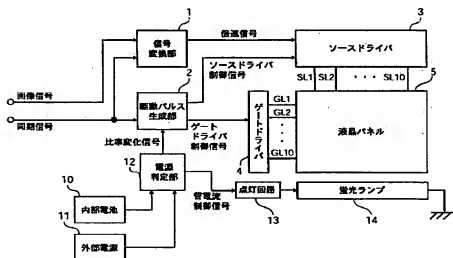 1
信号
変換部
倍速信号
3
ソースドライバ
2
ソースドライバ
制御信号
SL1 SL2 ・・・ SL10
5
画像信号
同期信号
駆動パルス
生成部
ゲート
ドライバ
制御信号
ゲートドライバ
4
GL1
GL2
GL10
液晶パネル
比率変化信号
12
電源
判定部
管電流
制御信号
点灯回路
13
蛍光ランプ
14
10
内部電池
11
外部電源